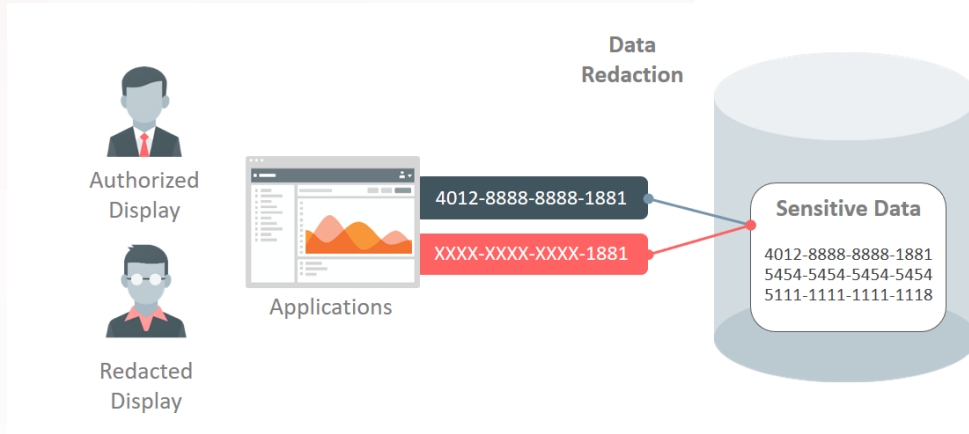 Data
Redaction
Authorized
Display
4012-8888-8888-1881
Sensitive Data
XXXX-XXXX-XXXX-1881
4012-8888-8888-1881
5454-5454-5454-5454
5111-1111-1111-1118
Applications
Redacted
Display